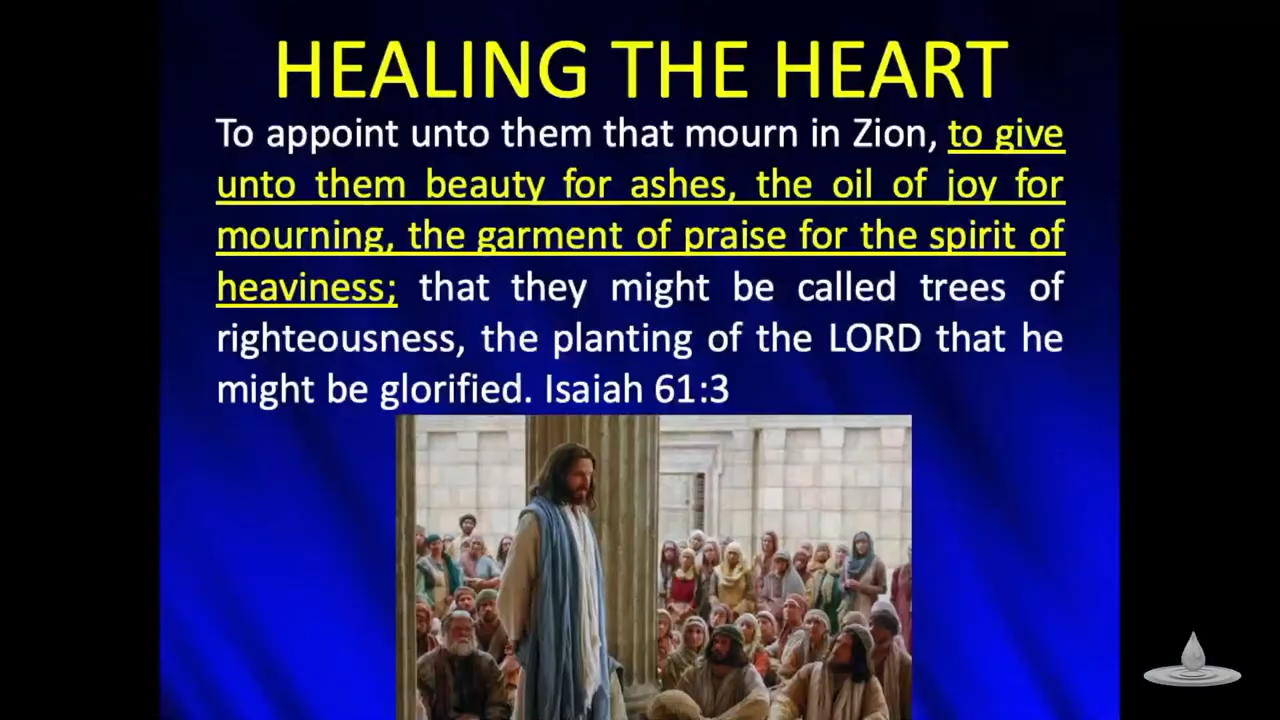 HEALING THE HEART
To appoint unto them that mourn in Zion, to give
unto them beauty for ashes, the oil of joy for
mourning, the garment of praise for the spirit of
heaviness; that they might be called trees of
righteousness, the planting of the LORD that he
might be glorified. Isaiah 61:3